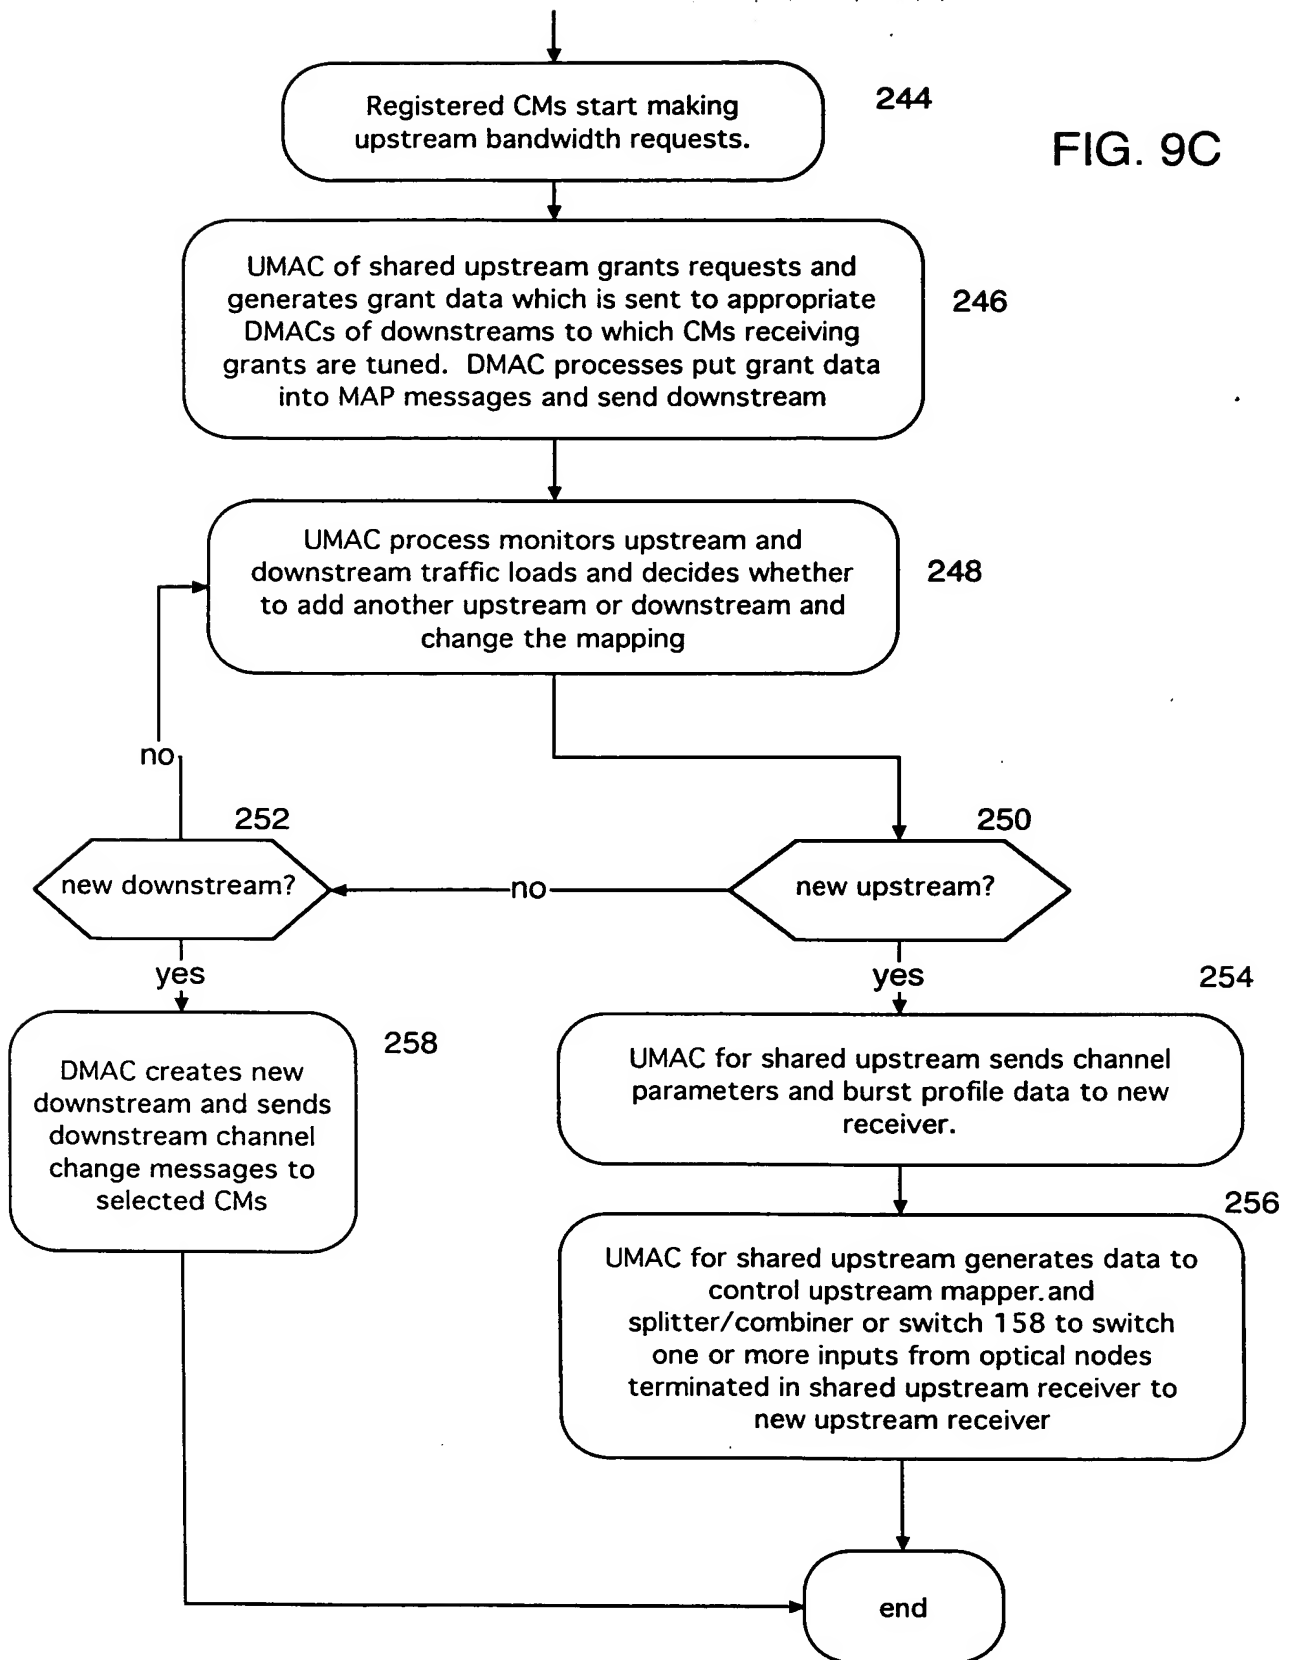 Registered CMs start making
upstream bandwidth requests.
244
FIG. 9C
UMAC of shared upstream grants requests and
generates grant data which is sent to appropriate
DMACs of downstreams to which CMs receiving
grants are tuned. DMAC processes put grant data
into MAP messages and send downstream
246
UMAC process monitors upstream and
downstream traffic loads and decides whether
to add another upstream or downstream and
change the mapping
248
no
252
250
new downstream?
no
new upstream?
yes
yes
254
258
DMAC creates new
downstream and sends
downstream channel
change messages to
selected CMs
UMAC for shared upstream sends channel
parameters and burst profile data to new
receiver.
256
UMAC for shared upstream generates data to
control upstream mapper.and
splitter/combiner or switch 158 to switch
one or more inputs from optical nodes
terminated in shared upstream receiver to
new upstream receiver
end